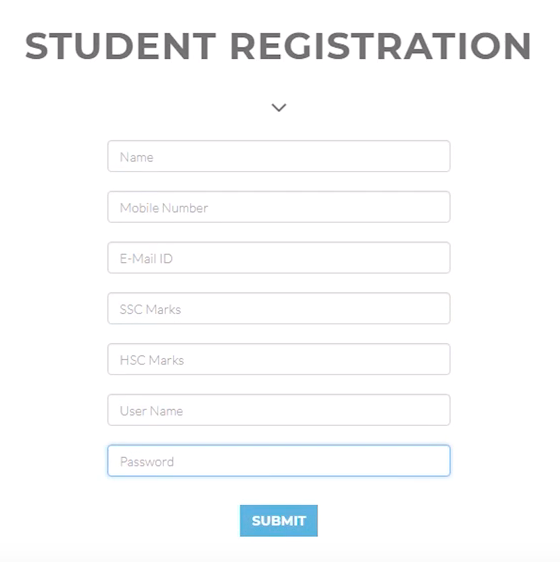 STUDENT REGISTRATION
Name
Mobile Number
E-Mail ID
SSC Marks
HSC Marks
User Name
Password
SUBMIT